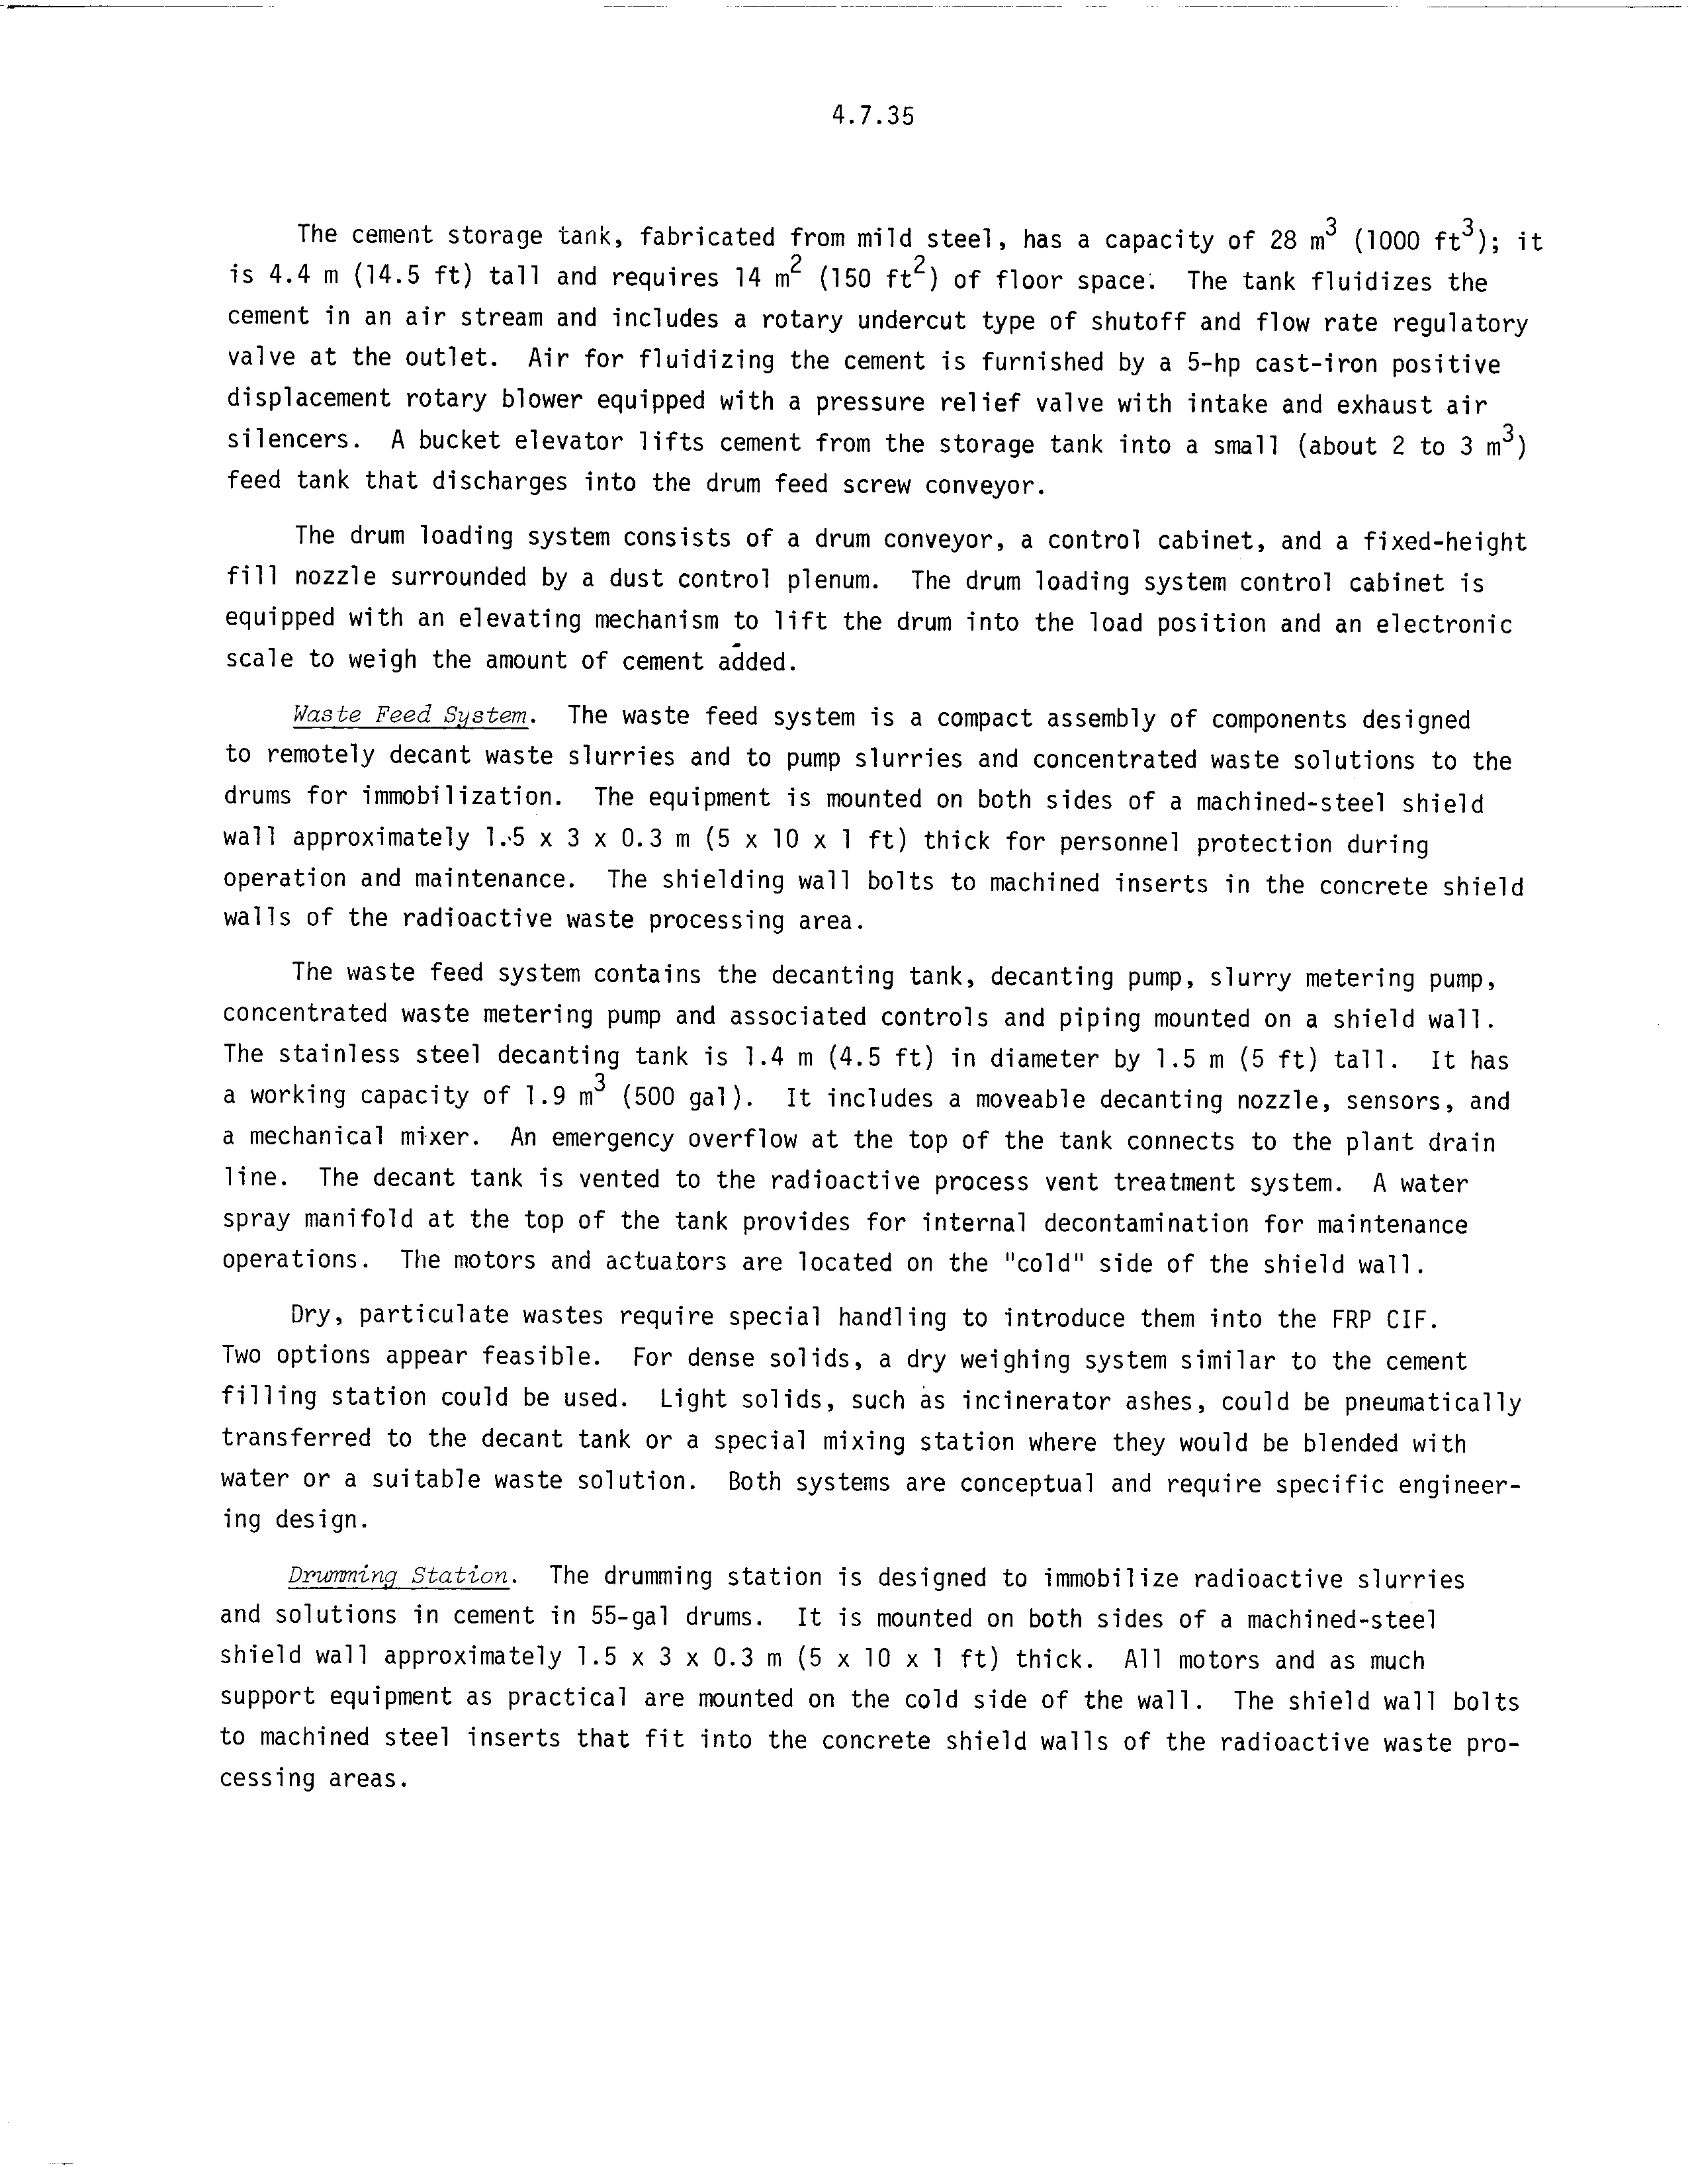 4.7.35
The cement storage tank, fabricated from mild steel, has a capacity of 28 m3 (1000 ft3); it
is 4.4 m (14.5 ft) tall and requires 14 m2 (150 ft2) of floor space. The tank fluidizes the
cement in an air stream and includes a rotary undercut type of shutoff and flow rate regulatory
valve at the outlet. Air for fluidizing the cement is furnished by a 5-hp cast-iron positive
displacement rotary blower equipped with a pressure relief valve with intake and exhaust air
silencers. A bucket elevator lifts cement from the storage tank into a small (about 2 to 3 m3)
feed tank that discharges into the drum feed screw conveyor.
The drum loading system consists of a drum conveyor, a control cabinet, and a fixed-height
fill nozzle surrounded by a dust control plenum. The drum loading system control cabinet is
equipped with an elevating mechanism to lift the drum into the load position and an electronic
scale to weigh the amount of cement added.
Waste Feed System. The waste feed system is a compact assembly of components designed
to remotely decant waste slurries and to pump slurries and concentrated waste solutions to the
drums for immobilization. The equipment is mounted on both sides of a machined-steel shield
wall approximately 1.5 x 3 x 0.3 m (5 x 10 x 1 ft) thick for personnel protection during
operation and maintenance. The shielding wall bolts to machined inserts in the concrete shield
walls of the radioactive waste processing area.
The waste feed system contains the decanting tank, decanting pump, slurry metering pump,
concentrated waste metering pump and associated controls and piping mounted on a shield wall.
The stainless steel decanting tank is 1.4 m (4.5 ft) in diameter by 1.5 m (5 ft) tall. It has
a working capacity of 1.9 m3 (500 gal). It includes a moveable decanting nozzle, sensors, and
a mechanical mixer. An emergency overflow at the top of the tank connects to the plant drain
line. The decant tank is vented to the radioactive process vent treatment system. A water
spray manifold at the top of the tank provides for internal decontamination for maintenance
operations. The motors and actuators are located on the "cold" side of the shield wall.
Dry, particulate wastes require special handling to introduce them into the FRP CIF.
Two options appear feasible. For dense solids, a dry weighing system similar to the cement
filling station could be used. Light solids, such as incinerator ashes, could be pneumatically
transferred to the decant tank or a special mixing station where they would be blended with
water or a suitable waste solution. Both systems are conceptual and require specific engineer-
ing design.
Drumming Station. The drumming station is designed to immobilize radioactive slurries
and solutions in cement in 55-gal drums. It is mounted on both sides of a machined-steel
shield wall approximately 1.5 x 3 x 0.3 m (5 x 10 x 1 ft) thick. All motors and as much
support equipment as practical are mounted on the cold side of the wall. The shield wall bolts
to machined steel inserts that fit into the concrete shield walls of the radioactive waste pro-
cessing areas.